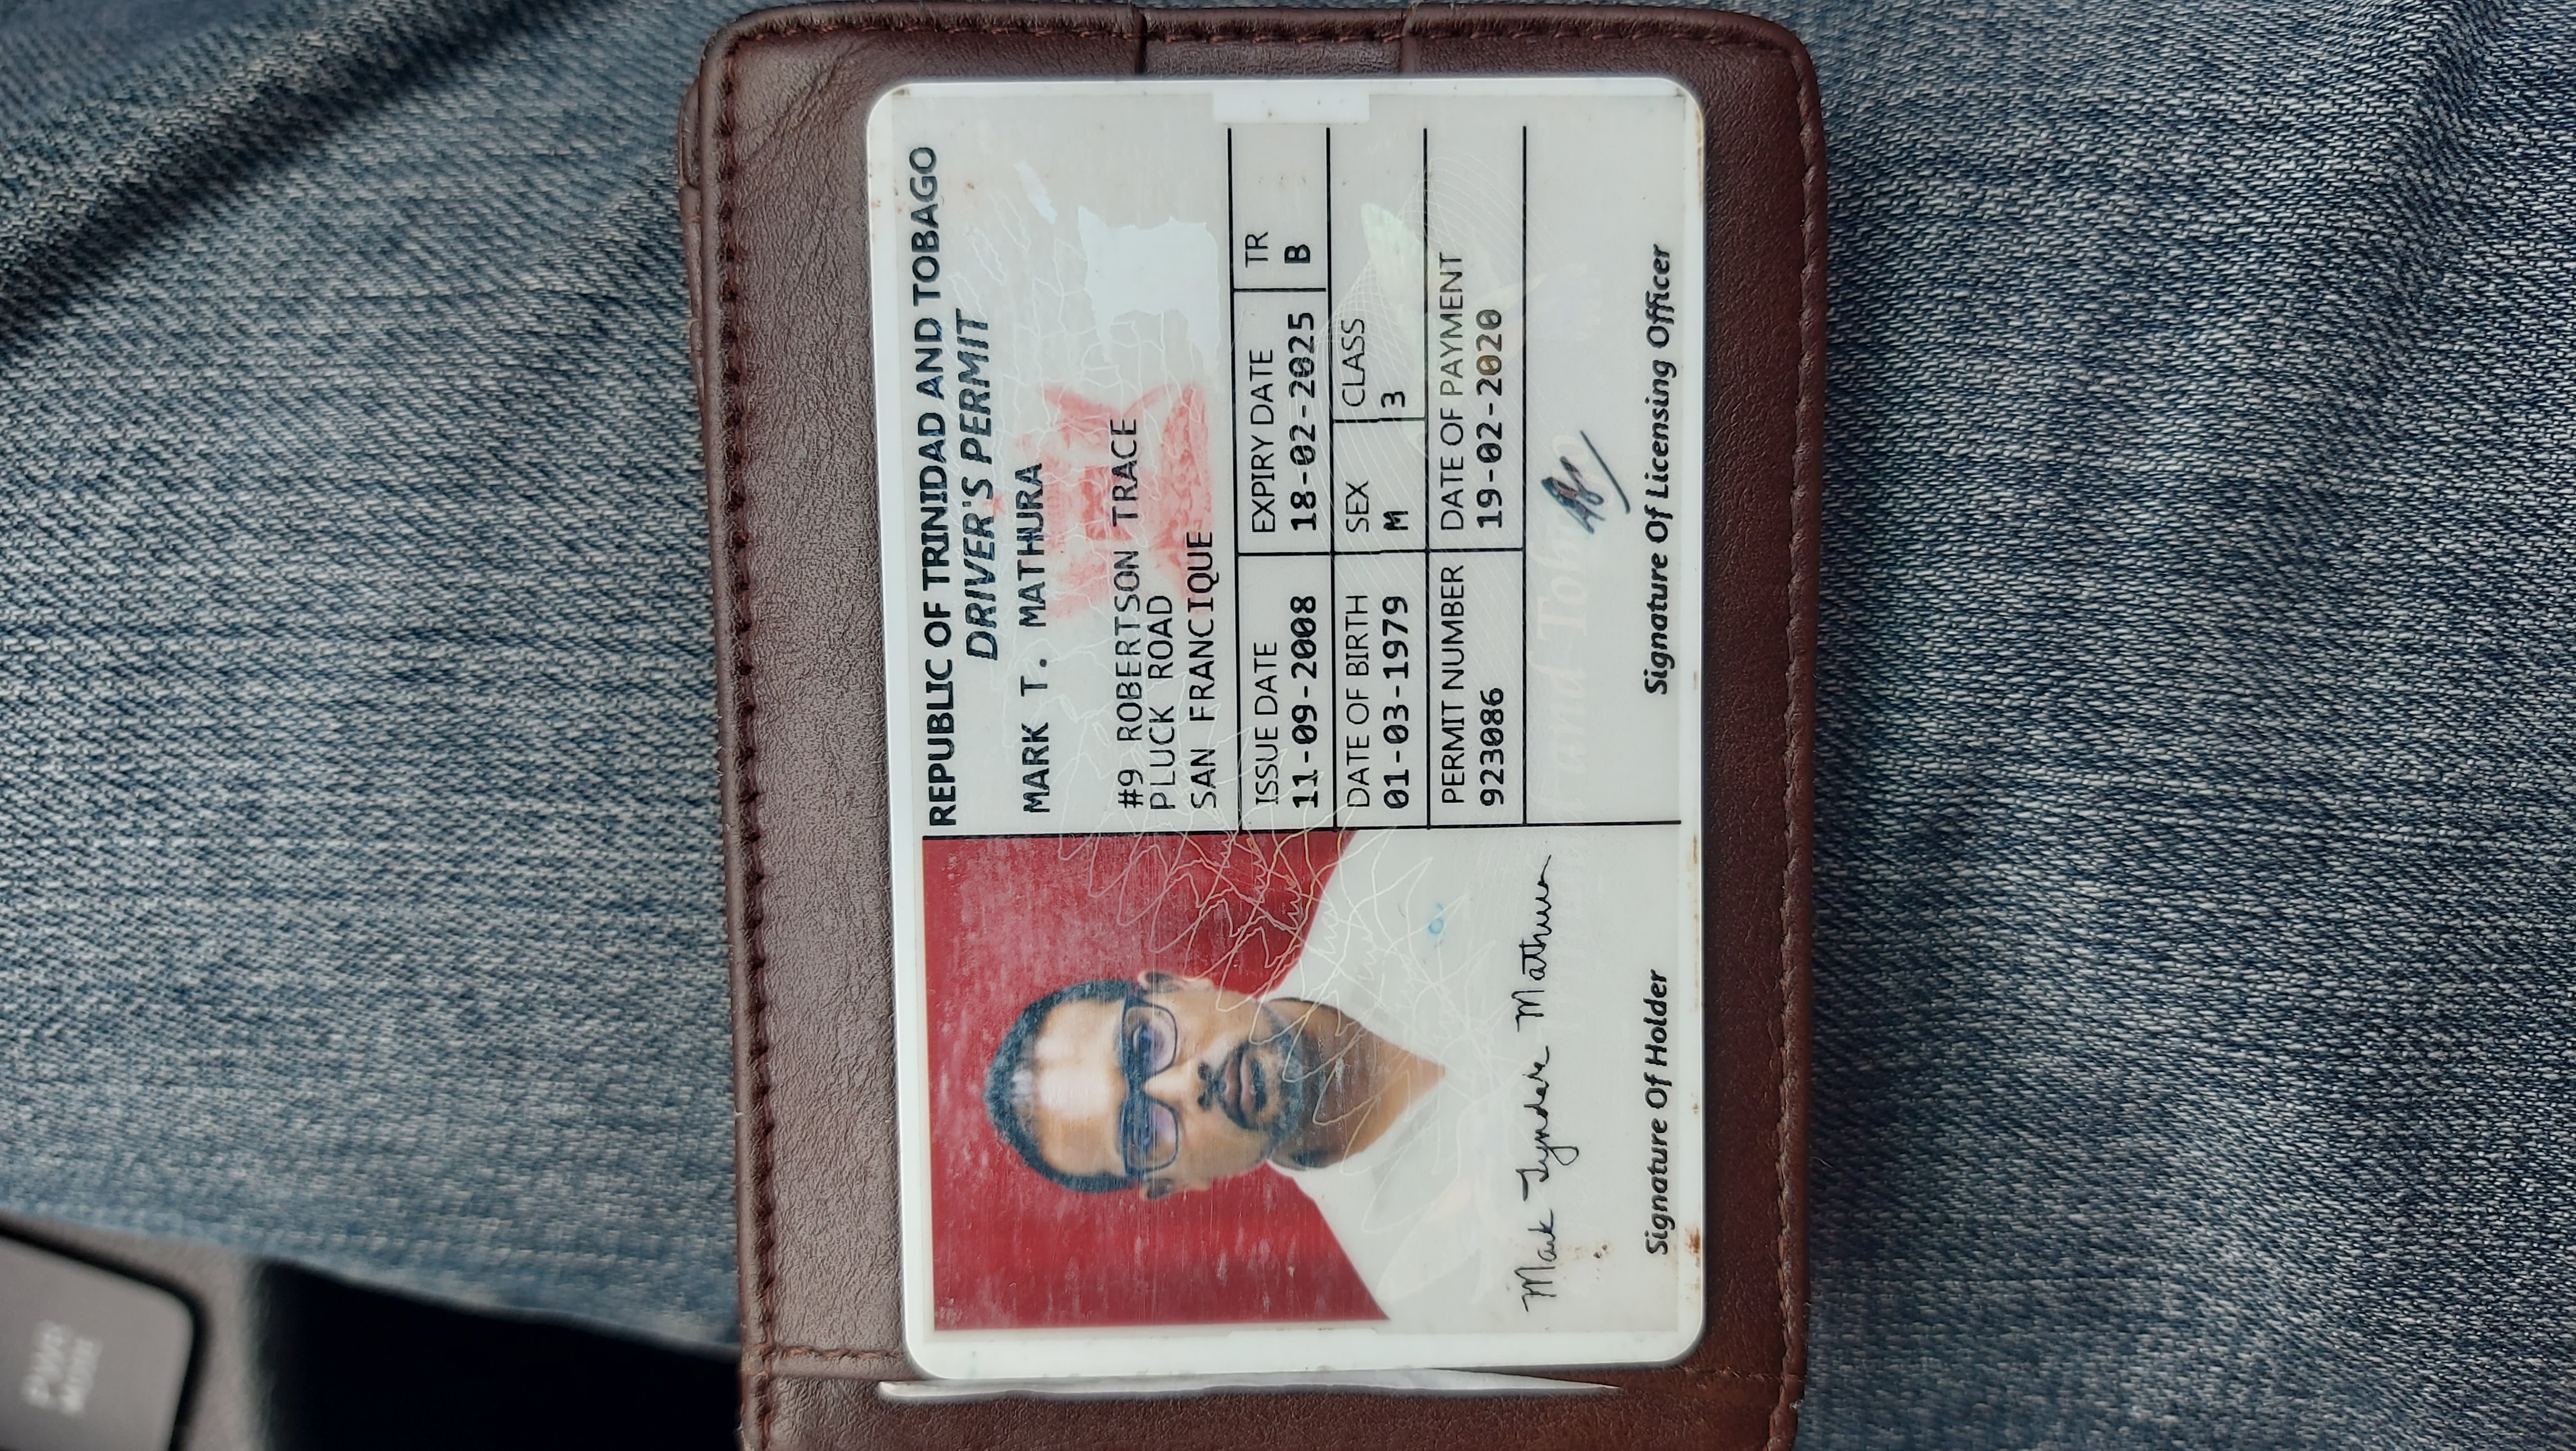 PWR
MODE
REPUBLIC OF TRINIDAD AND TOBAGO
DRIVER'S PERMIT
MARK T. MATHURA
#9 ROBERTSON TRACE
PLUCK ROAD
SAN FRANCIQUE
ISSUE DATE EXPIRY DATE TR
11-09-2008 18-02-2025 B
DATE OF BIRTH SEX CLASS
01-03-1979 M 3
PERMIT NUMBER DATE OF PAYMENT
923086 19-02-2020
Mark Tyndale Mathura
Trinidad and Tobago
Signature Of Holder Signature Of Licensing Officer